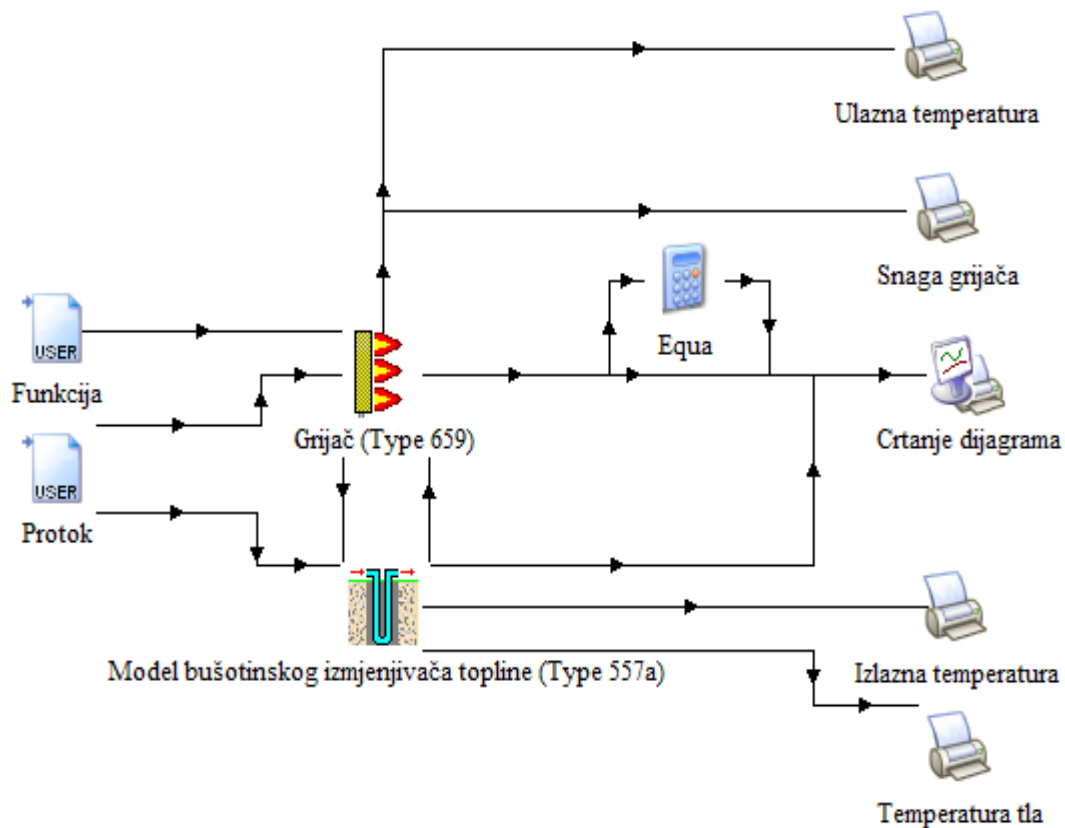 Ulazna temperatura
Snaga grijača
USER
Funkcija
Equa
Grijač (Type 659)
Crtanje dijagrama
USER
Protok
Model bušotinskog izmjenjivača topline (Type 557a)
Izlazna temperatura
Temperatura tla